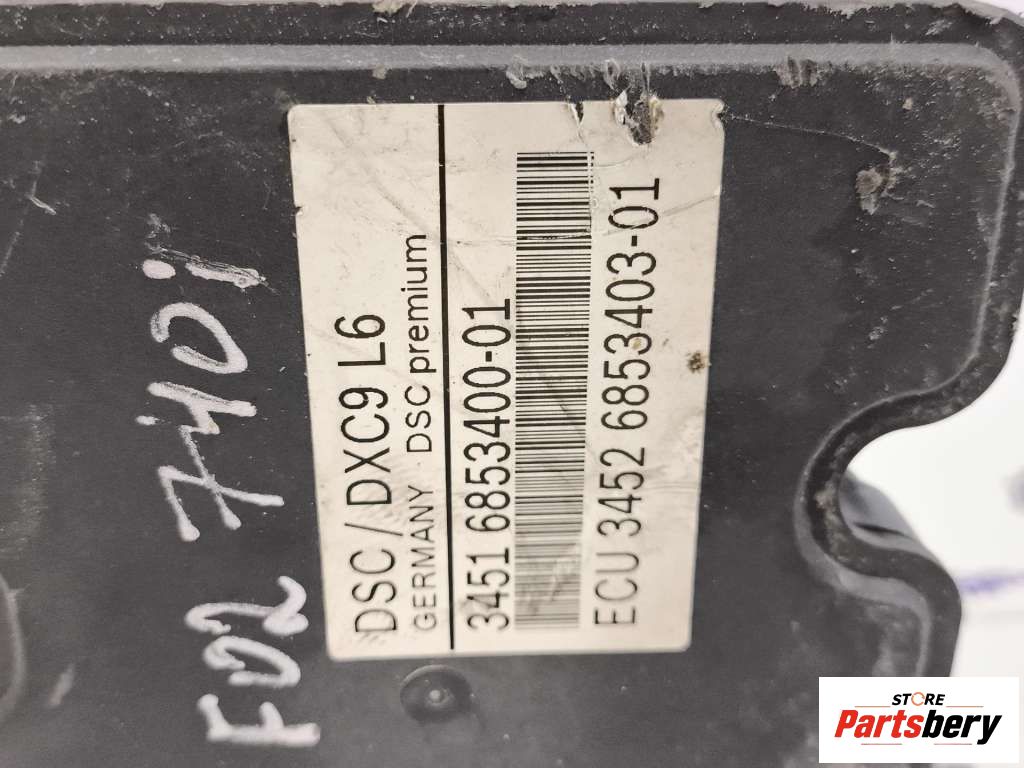 F02 740i
DSC / DXC9 L6
GERMANY DSC premium
3451 6853400-01
ECU 3452 6853403-01
STORE
Partsbery